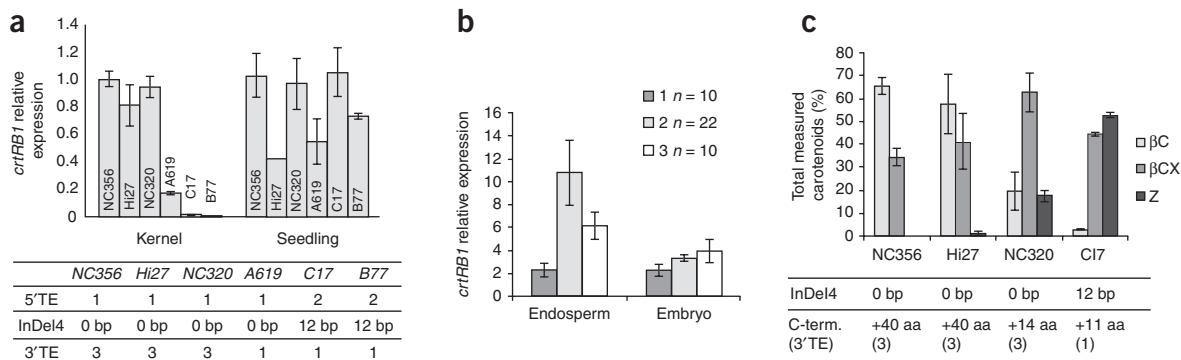 a
crtRB1 relative expression
1.4
1.2
1.0
0.8
0.6
0.4
0.2
0
NC356
Hi27
NC320
A619
C17
B77
NC356
Hi27
NC320
A619
C17
B77
Kernel
Seedling
NC356 Hi27 NC320 A619 C17 B77
5′TE 1 1 1 1 2 2
InDel4 0 bp 0 bp 0 bp 0 bp 12 bp 12 bp
3′TE 3 3 3 1 1 1
b
crtRB1 relative expression
16
14
12
10
8
6
4
2
0
1 n = 10
2 n = 22
3 n = 10
Endosperm
Embryo
c
Total measured carotenoids (%)
80
70
60
50
40
30
20
10
0
βC
βCX
Z
NC356 Hi27 NC320 CI7
InDel4 0 bp 0 bp 0 bp 12 bp
C-term. +40 aa +40 aa +14 aa +11 aa
(3′TE) (3) (3) (3) (1)